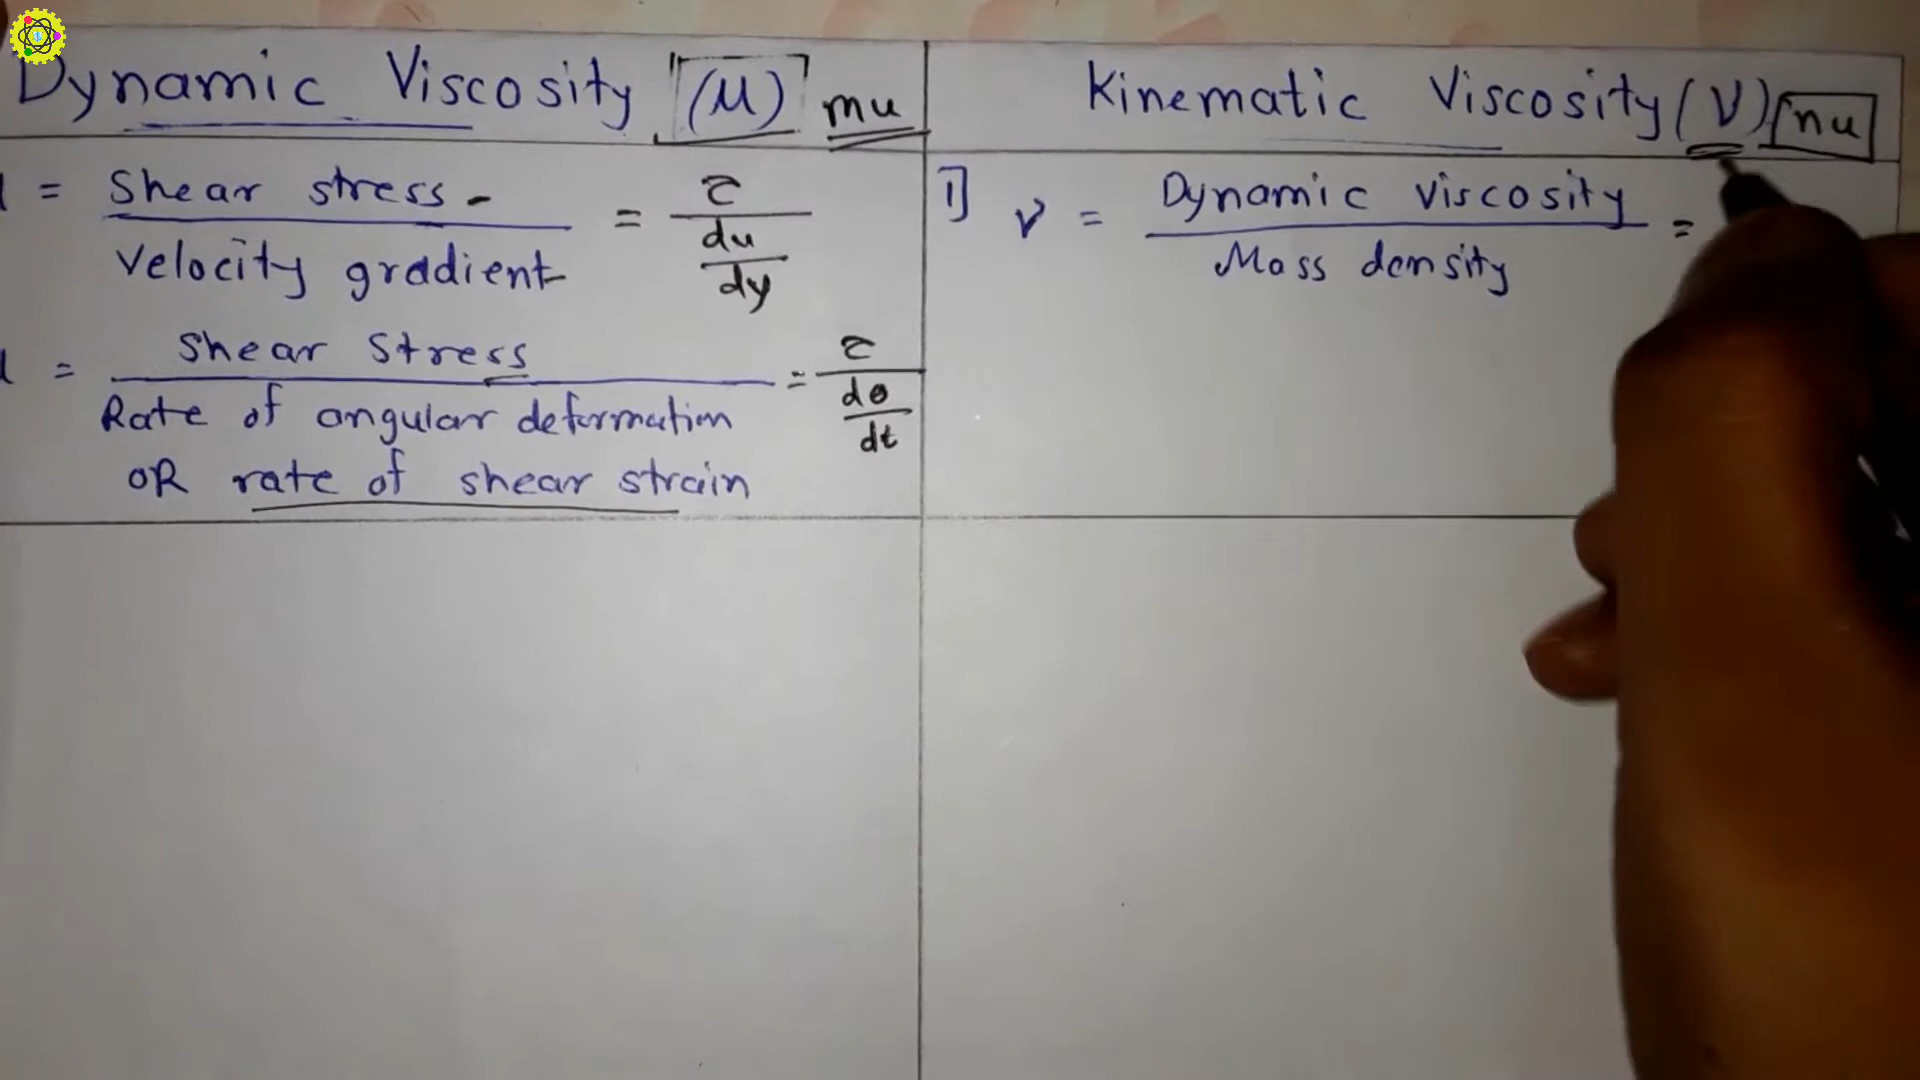 Dynamic Viscosity (μ) mu
= Shear stress = τ
Velocity gradient du
dy
= Shear Stress = τ
Rate of angular deformation dθ
OR rate of shear strain dt
Kinematic Viscosity (ν) nu
1] ν = Dynamic viscosity =
Mass density